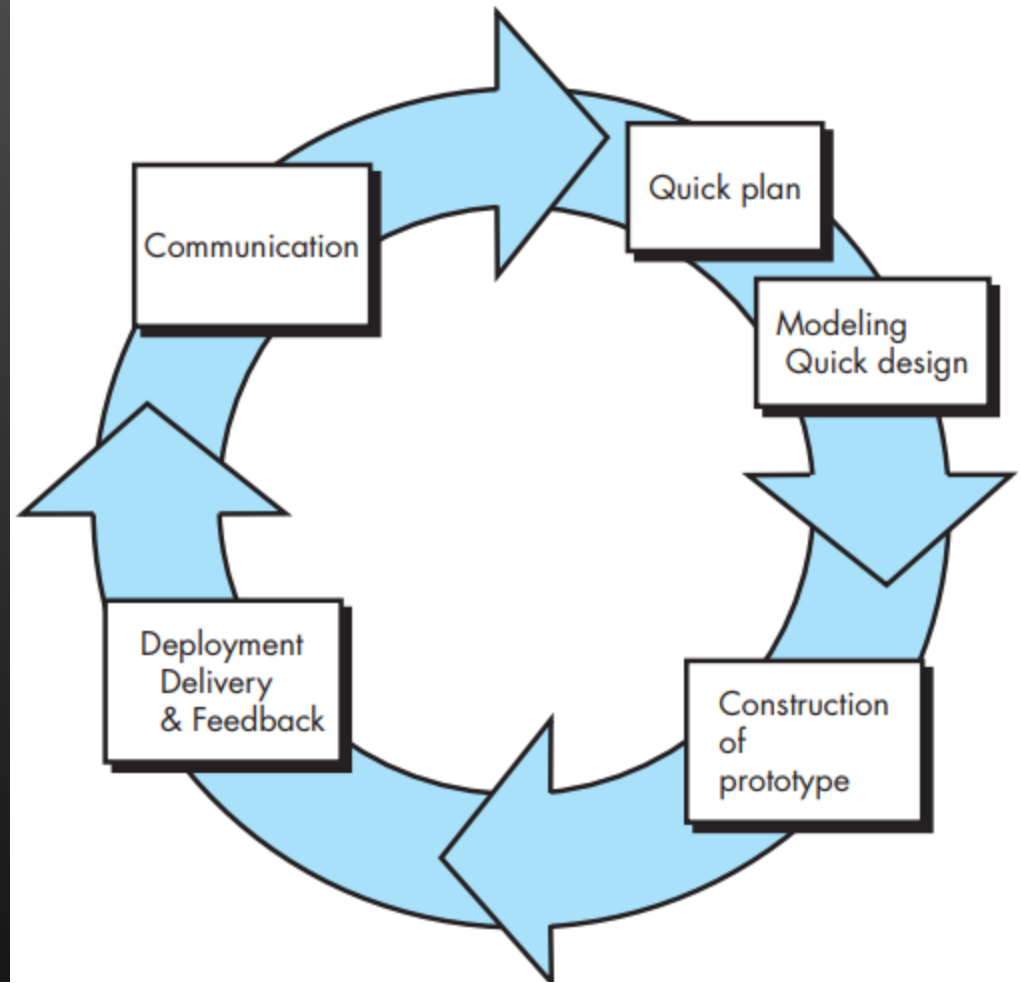 Communication
Quick plan
Modeling
Quick design
Construction
of
prototype
Deployment
Delivery
& Feedback